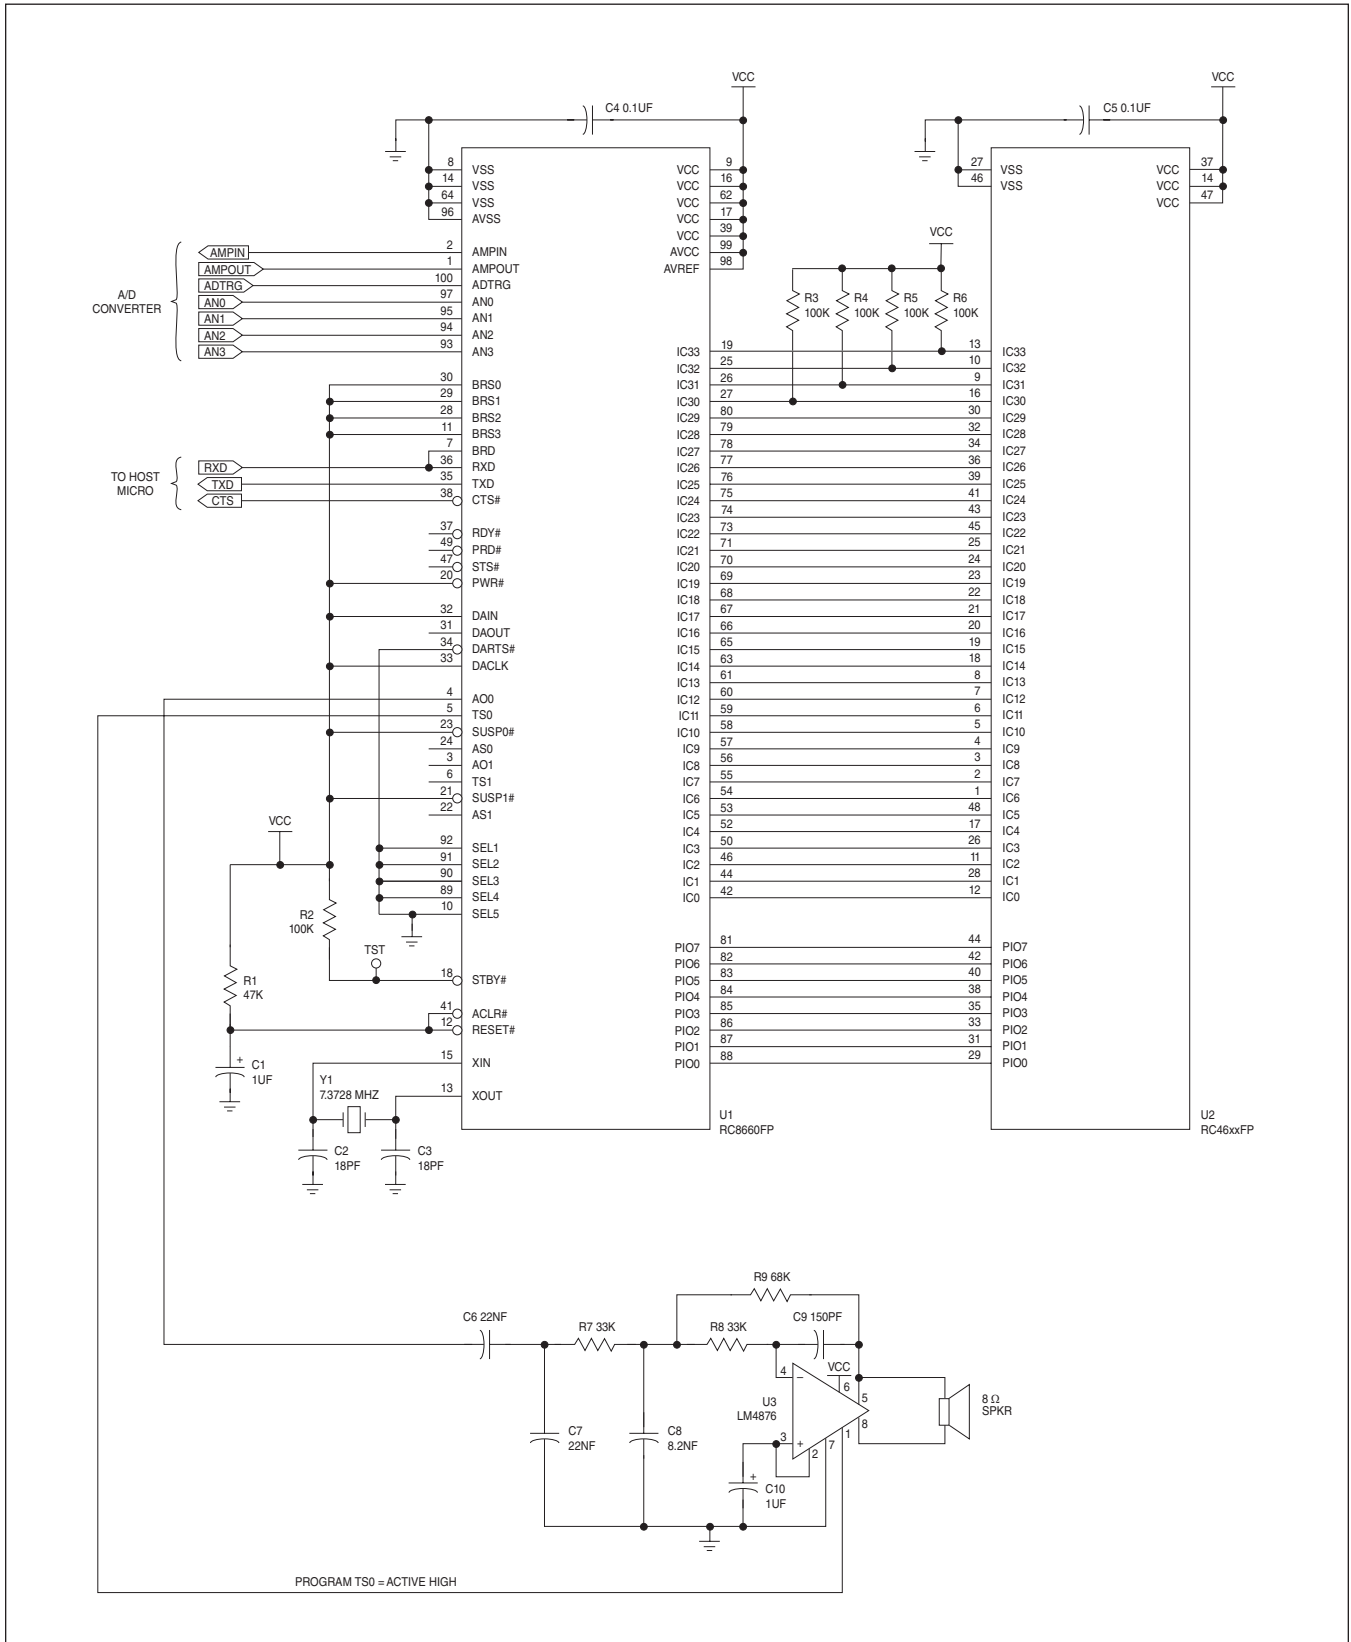 VCC
VCC
C4 0.1UF
C5 0.1UF
8 VSS
14 VSS
64 VSS
96 AVSS
VCC 9
VCC 16
VCC 62
VCC 17
VCC 39
AVCC 99
AVREF 98
27 VSS
46 VSS
VCC 37
VCC 14
VCC 47
A/D
CONVERTER
AMPIN 2 AMPIN
AMPOUT 1 AMPOUT
ADTRG 100 ADTRG
AN0 97 AN0
AN1 95 AN1
AN2 94 AN2
AN3 93 AN3
VCC
R3
100K
R4
100K
R5
100K
R6
100K
30 BRS0
29 BRS1
28 BRS2
11 BRS3
7 BRD
TO HOST
MICRO
RXD 36 RXD
TXD 35 TXD
CTS 38 CTS#
37 RDY#
49 PRD#
47 STS#
20 PWR#
32 DAIN
31 DAOUT
34 DARTS#
33 DACLK
4 AO0
5 TS0
23 SUSP0#
24 AS0
3 AO1
6 TS1
21 SUSP1#
22 AS1
VCC
92 SEL1
91 SEL2
90 SEL3
89 SEL4
10 SEL5
R2
100K
TST
18 STBY#
R1
47K
41 ACLR#
12 RESET#
C1
+
1UF
15 XIN
Y1
7.3728 MHZ
13 XOUT
C2
18PF
C3
18PF
IC33 19 13 IC33
IC32 25 10 IC32
IC31 26 9 IC31
IC30 27 16 IC30
IC29 80 30 IC29
IC28 79 32 IC28
IC27 78 34 IC27
IC26 77 36 IC26
IC25 76 39 IC25
IC24 75 41 IC24
IC23 74 43 IC23
IC22 73 45 IC22
IC21 71 25 IC21
IC20 70 24 IC20
IC19 69 23 IC19
IC18 68 22 IC18
IC17 67 21 IC17
IC16 66 20 IC16
IC15 65 19 IC15
IC14 63 18 IC14
IC13 61 8 IC13
IC12 60 7 IC12
IC11 59 6 IC11
IC10 58 5 IC10
IC9 57 4 IC9
IC8 56 3 IC8
IC7 55 2 IC7
IC6 54 1 IC6
IC5 53 48 IC5
IC4 52 17 IC4
IC3 50 26 IC3
IC2 46 11 IC2
IC1 44 28 IC1
IC0 42 12 IC0
PIO7 81 44 PIO7
PIO6 82 42 PIO6
PIO5 83 40 PIO5
PIO4 84 38 PIO4
PIO3 85 35 PIO3
PIO2 86 33 PIO2
PIO1 87 31 PIO1
PIO0 88 29 PIO0
U1
RC8660FP
U2
RC46xxFP
R9 68K
C6 22NF
R7 33K
R8 33K
C9 150PF
VCC
4 −
6
5
8
U3
LM4876
3 +
2
7
1
8 Ω
SPKR
C7
22NF
C8
8.2NF
+
C10
1UF
PROGRAM TS0 = ACTIVE HIGH